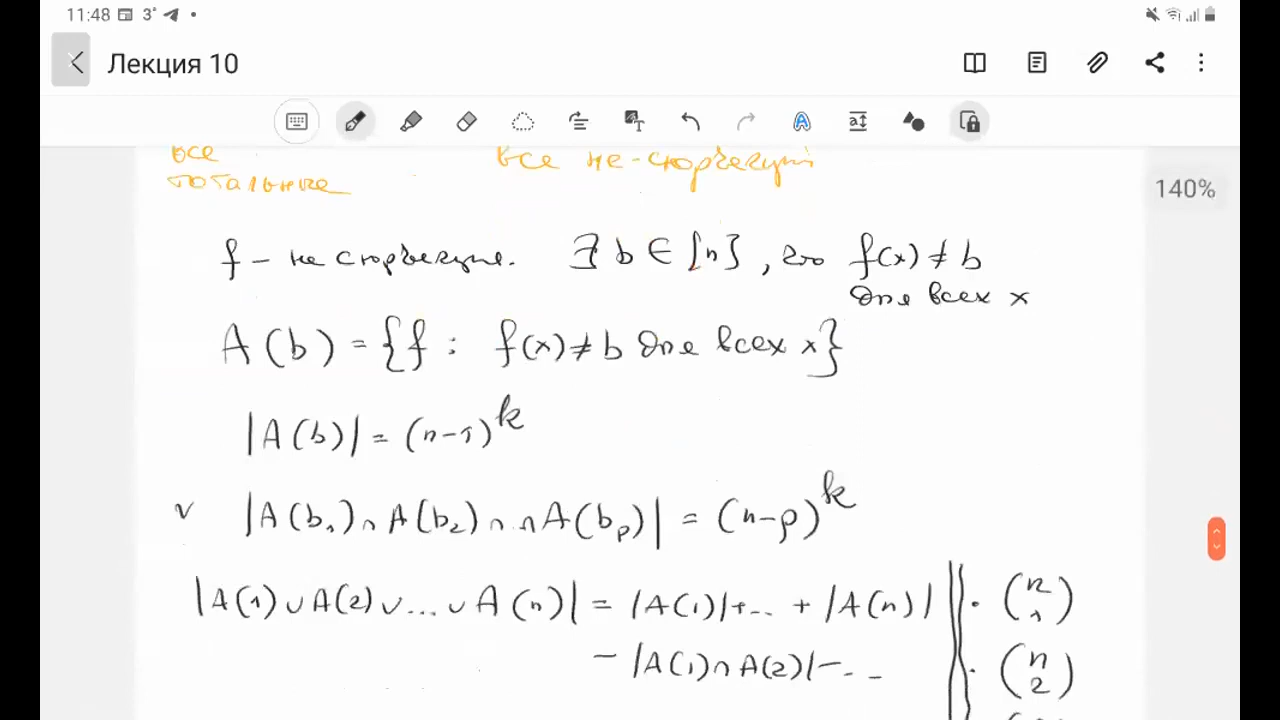 11:48 3°
Лекция 10
140%
все все не-сюръекции
тотальные
f – не сюръекция. ∃ b ∈ [n], что f(x) ≠ b
для всех x
A(b) = {f : f(x) ≠ b для всех x}
|A(b)| = (n-1)^k
v |A(b₁) ∩ A(b₂) ∩ ∩ A(bₚ)| = (n-p)^k
|A(1) ∪ A(2) ∪ ... ∪ A(n)| = |A(1)| + ... + |A(n)| || · (n 1)
- |A(1) ∩ A(2)| - ... · (n 2)